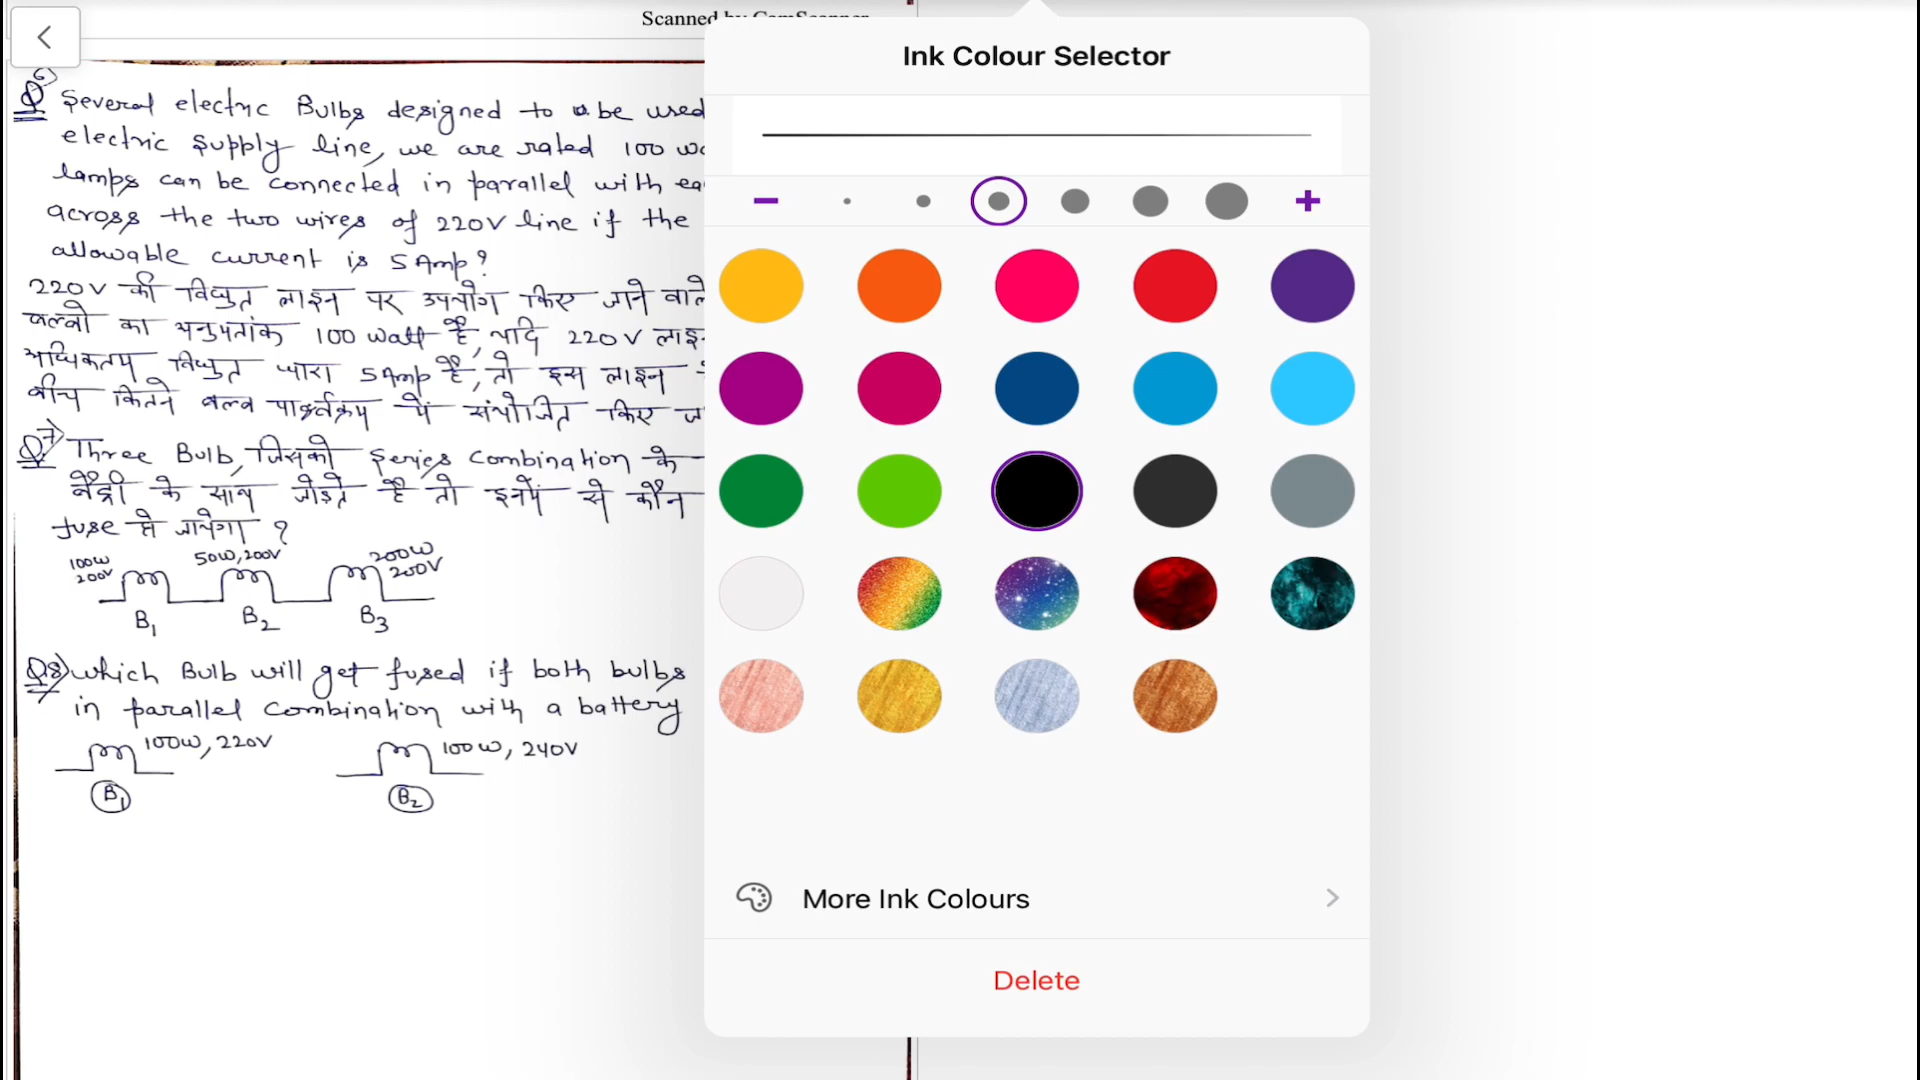 Scanned by CamScanner
Ink Colour Selector
6
Q Several electric Bulbs designed to be used
electric supply line, we are rated 100
lamps can be connected in parallel with
across the two wires of 220V line if the
allowable current is 5 Amp?
220V की विद्युत लाइन पर उपयोग किए जाने वाले
बल्बों का अनुमतांक 100 watt है, यदि 220V लाइन
अधिकतम विद्युत धारा 5Amp है, तो इस लाइन
बीच कितने बल्ब पार्श्वक्रम में संयोजित किए
Q7 Three Bulb, जिसको series combination के
बैट्री के साथ जोड़ते है तो इनमें से कौन
fuse हो जायेगा ?
100W 200V
50W, 200V
200W 200V
B1 B2 B3
Q8) which Bulb will get fused if both bulbs
in parallel combination with a battery
100W, 220V
100W, 240V
B1 B2
More Ink Colours
Delete